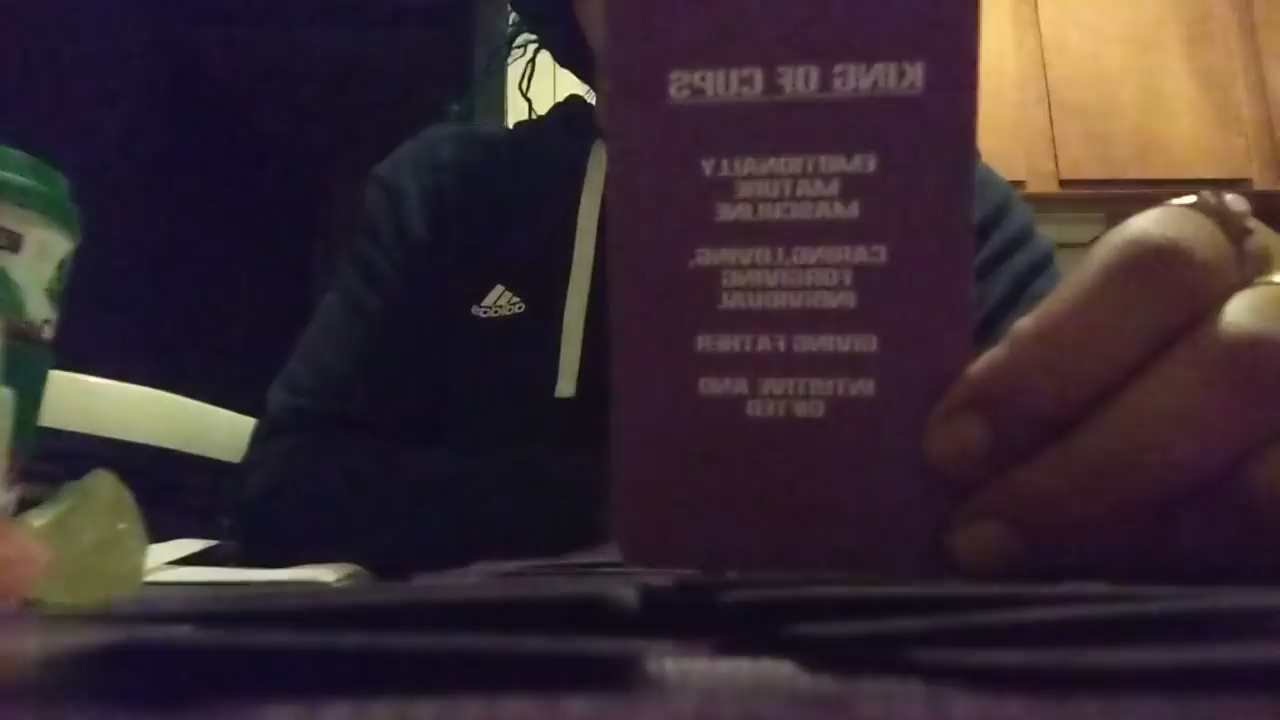 KING OF CUPS
EMOTIONALLY
MATURE
MASCULINE
CARING, LOVING,
FORGIVING
INDIVIDUAL
GIVING FATHER
INTUITIVE AND
GIFTED
adidas